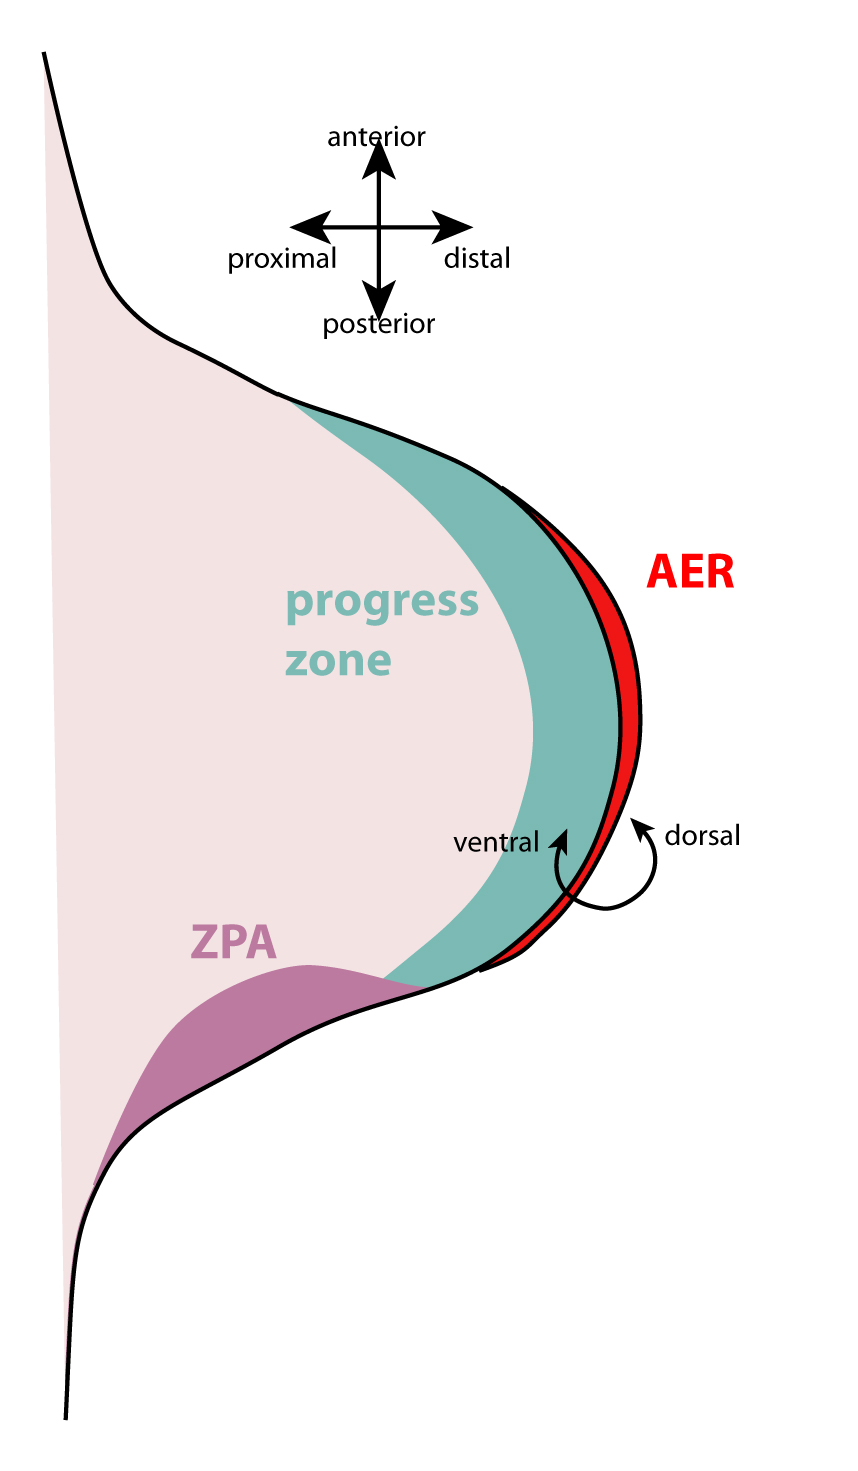 anterior
proximal
distal
posterior
AER
progress
zone
ventral
dorsal
ZPA